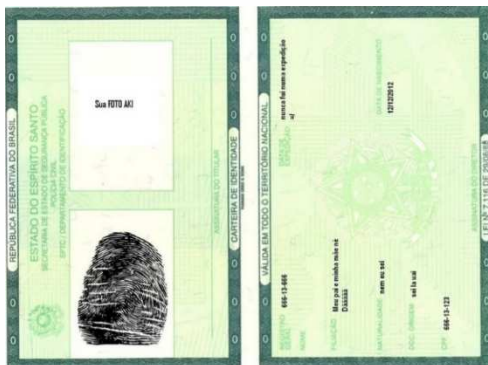 REPÚBLICA FEDERATIVA DO BRASIL
ESTADO DO ESPÍRITO SANTO
SECRETARIA DE ESTADO DE SEGURANÇA PÚBLICA
POLÍCIA CIVIL
SPTC / DEPARTAMENTO DE IDENTIFICAÇÃO
Sua FOTO AKI
ASSINATURA DO TITULAR
CARTEIRA DE IDENTIDADE
VÁLIDA EM TODO O TERRITÓRIO NACIONAL
REGISTRO GERAL
666-13-666
EXPEDIÇÃO
nunca fui numa expedição
=/
NOME
FILIAÇÃO
Meu pai e minha mãe né
NATURALIDADE
nem eu sei
DATA DE NASCIMENTO
12/12/2012
DOC. ORIGEM
sei la uai
CPF
666-13-123
ASSINATURA DO DIRETOR
LEI Nº 7.116 DE 29/08/83